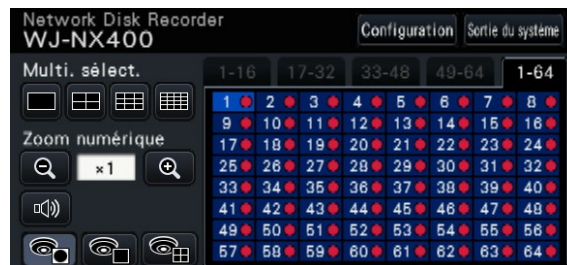 Network Disk Recorder
WJ-NX400
Configuration
Sortie du système
Multi. sélect.
1-16 17-32 33-48 49-64 1-64
Zoom numérique
×1
1 2 3 4 5 6 7 8
9 10 11 12 13 14 15 16
17 18 19 20 21 22 23 24
25 26 27 28 29 30 31 32
33 34 35 36 37 38 39 40
41 42 43 44 45 46 47 48
49 50 51 52 53 54 55 56
57 58 59 60 61 62 63 64